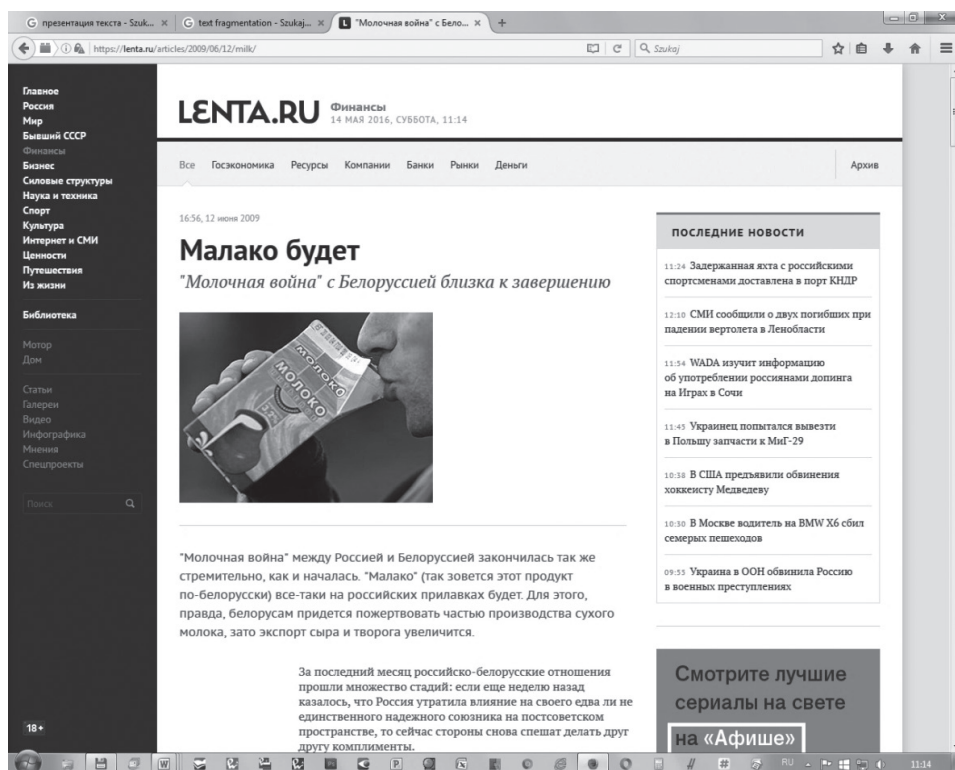 презентация текста - Szuk...
text fragmentation - Szukaj...
"Молочная война" с Бело...
https://lenta.ru/articles/2009/06/12/milk/
Szukaj
Главное
Россия
Мир
Бывший СССР
Финансы
Бизнес
Силовые структуры
Наука и техника
Спорт
Культура
Интернет и СМИ
Ценности
Путешествия
Из жизни
Библиотека
Мотор
Дом
Статьи
Галереи
Видео
Инфографика
Мнения
Спецпроекты
Поиск
18+
LENTA.RU
Финансы
14 МАЯ 2016, СУББОТА, 11:14
Все Госэкономика Ресурсы Компании Банки Рынки Деньги Архив
16:56, 12 июня 2009
Малако будет
"Молочная война" с Белоруссией близка к завершению
МОЛОКО
МОЛОКО
"Молочная война" между Россией и Белоруссией закончилась так же
стремительно, как и началась. "Малако" (так зовется этот продукт
по-белорусски) все-таки на российских прилавках будет. Для этого,
правда, белорусам придется пожертвовать частью производства сухого
молока, зато экспорт сыра и творога увеличится.
За последний месяц российско-белорусские отношения
прошли множество стадий: если еще неделю назад
казалось, что Россия утратила влияние на своего едва ли не
единственного надежного союзника на постсоветском
пространстве, то сейчас стороны снова спешат делать друг
другу комплименты.
ПОСЛЕДНИЕ НОВОСТИ
11:24 Задержанная яхта с российскими
спортсменами доставлена в порт КНДР
12:10 СМИ сообщили о двух погибших при
падении вертолета в Ленобласти
11:54 WADA изучит информацию
об употреблении россиянами допинга
на Играх в Сочи
11:45 Украинец попытался вывезти
в Польшу запчасти к МиГ-29
10:38 В США предъявили обвинения
хоккеисту Медведеву
10:30 В Москве водитель на BMW X6 сбил
семерых пешеходов
09:55 Украина в ООН обвинила Россию
в военных преступлениях
Смотрите лучшие
сериалы на свете
на «Афише»
RU
11:14